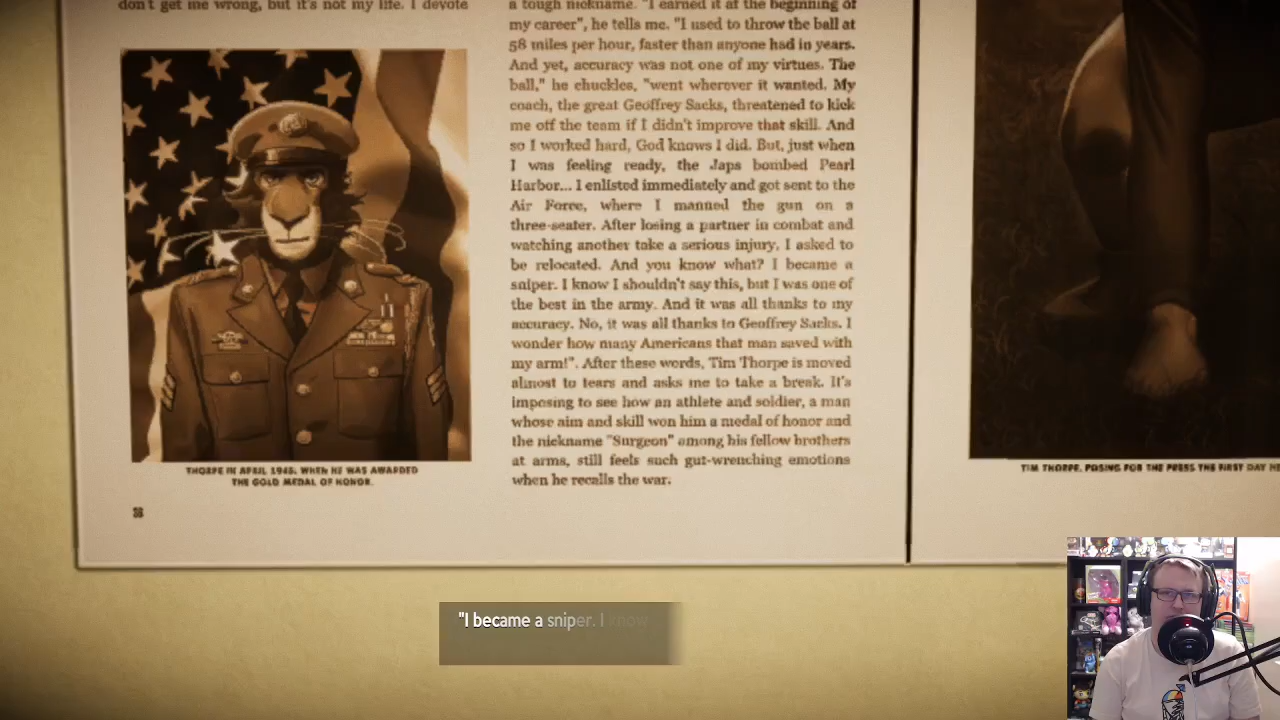 don't get me wrong, but it's not my life. I devote
THORPE IN APRIL 1945, WHEN HE WAS AWARDED
THE GOLD MEDAL OF HONOR.
38
a tough nickname. "I earned it at the beginning of
my career", he tells me. "I used to throw the ball at
58 miles per hour, faster than anyone had in years.
And yet, accuracy was not one of my virtues. The
ball," he chuckles, "went wherever it wanted. My
coach, the great Geoffrey Sacks, threatened to kick
me off the team if I didn't improve that skill. And
so I worked hard, God knows I did. But, just when
I was feeling ready, the Japs bombed Pearl
Harbor... I enlisted immediately and got sent to the
Air Force, where I manned the gun on a
three-seater. After losing a partner in combat and
watching another take a serious injury, I asked to
be relocated. And you know what? I became a
sniper. I know I shouldn't say this, but I was one of
the best in the army. And it was all thanks to my
accuracy. No, it was all thanks to Geoffrey Sacks. I
wonder how many Americans that man saved with
my arm!". After these words, Tim Thorpe is moved
almost to tears and asks me to take a break. It's
imposing to see how an athlete and soldier, a man
whose aim and skill won him a medal of honor and
the nickname "Surgeon" among his fellow brothers
at arms, still feels such gut-wrenching emotions
when he recalls the war.
TIM THORPE, POSING FOR THE PRESS THE FIRST DAY HE
"I became a sniper. I know